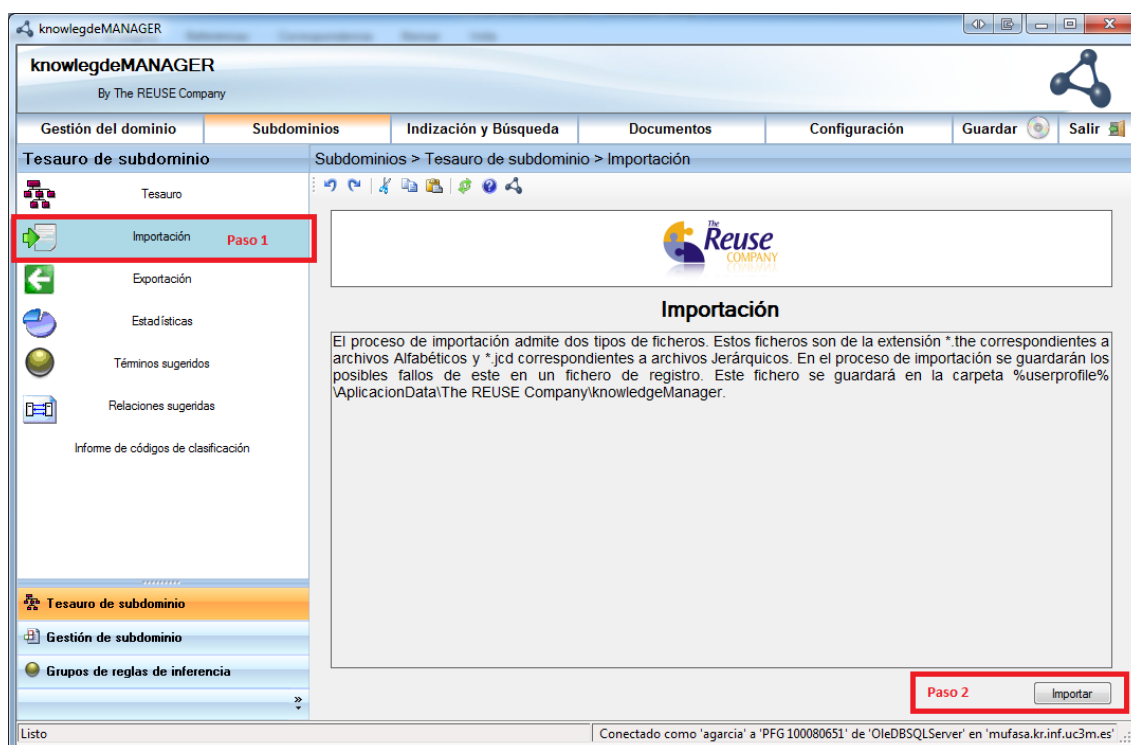 knowlegdeMANAGER
knowlegdeMANAGER
By The REUSE Company
Gestión del dominio
Subdominios
Indización y Búsqueda
Documentos
Configuración
Guardar
Salir
Tesauro de subdominio
Subdominios > Tesauro de subdominio > Importación
Tesauro
Importación
Paso 1
Exportación
Estadísticas
Términos sugeridos
Relaciones sugeridas
Informe de códigos de clasificación
The
Reuse
COMPANY
Importación
El proceso de importación admite dos tipos de ficheros. Estos ficheros son de la extensión *.the correspondientes a
archivos Alfabéticos y *.jcd correspondientes a archivos Jerárquicos. En el proceso de importación se guardarán los
posibles fallos de este en un fichero de registro. Este fichero se guardará en la carpeta %userprofile%
\AplicacionData\The REUSE Company\knowledgeManager.
Tesauro de subdominio
Gestión de subdominio
Grupos de reglas de inferencia
Paso 2
Importar
Listo
Conectado como 'agarcia' a 'PFG 100080651' de 'OleDBSQLServer' en 'mufasa.kr.inf.uc3m.es'